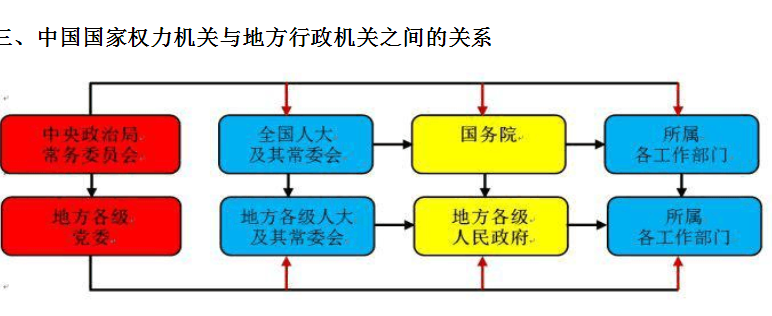 三、中国国家权力机关与地方行政机关之间的关系
中央政治局
常务委员会
全国人大
及其常委会
国务院
所属
各工作部门
地方各级
党委
地方各级人大
及其常委会
地方各级
人民政府
所属
各工作部门